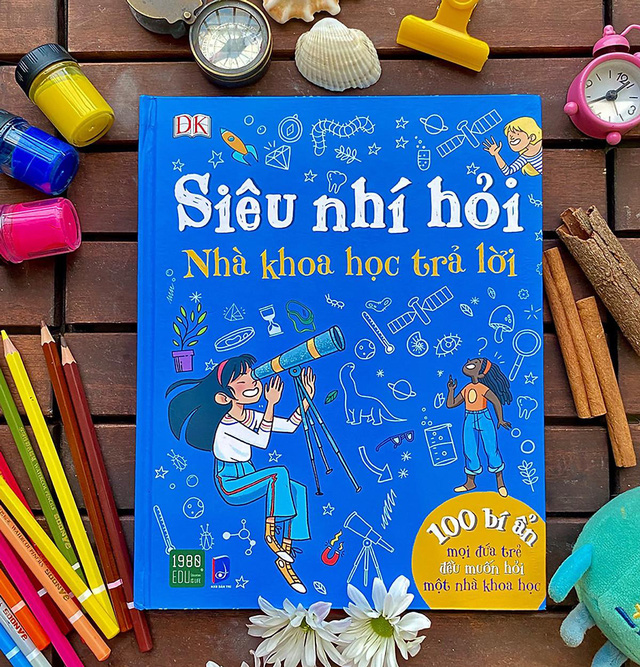 DK
Siêu nhí hỏi
Nhà khoa học trả lời
100 bí ẩn
mọi đứa trẻ
đều muốn hỏi
một nhà khoa học
1980
EDU